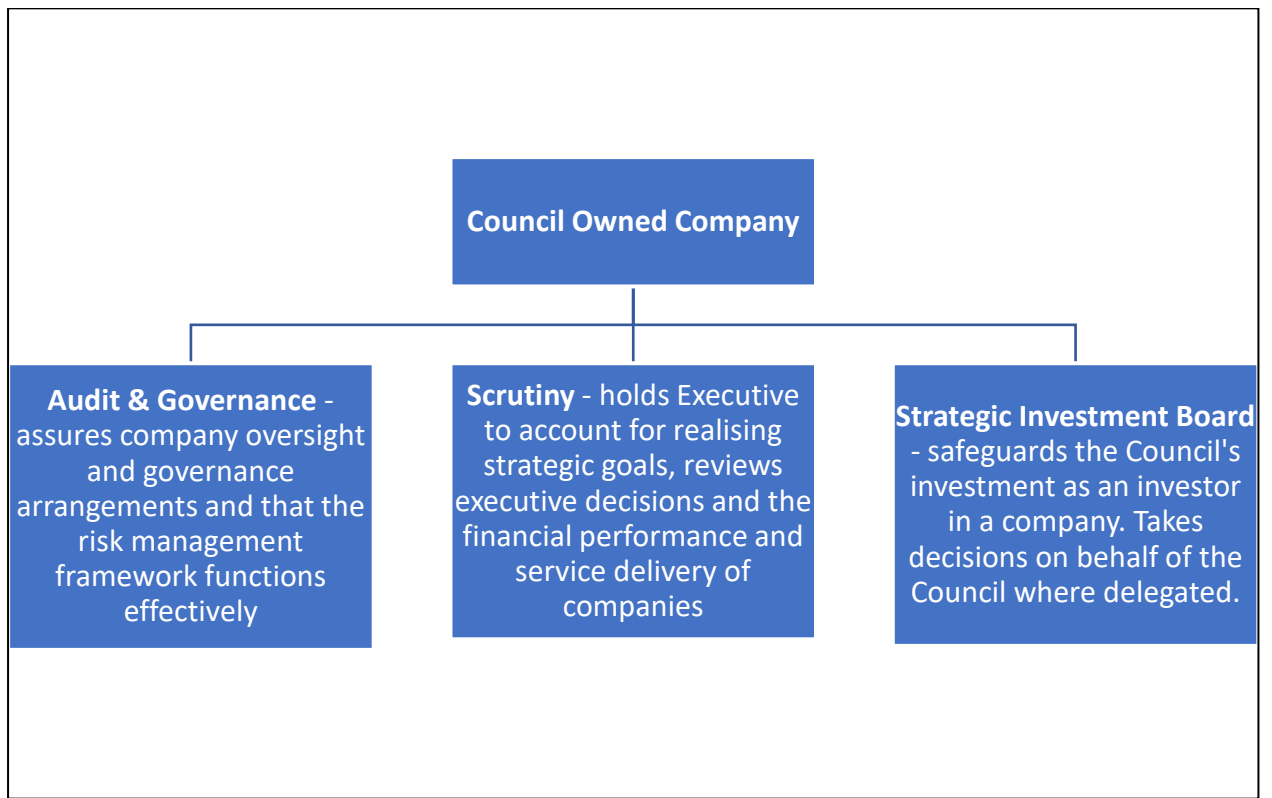 Council Owned Company
Audit & Governance -
assures company oversight
and governance
arrangements and that the
risk management
framework functions
effectively
Scrutiny - holds Executive
to account for realising
strategic goals, reviews
executive decisions and the
financial performance and
service delivery of
companies
Strategic Investment Board
- safeguards the Council's
investment as an investor
in a company. Takes
decisions on behalf of the
Council where delegated.